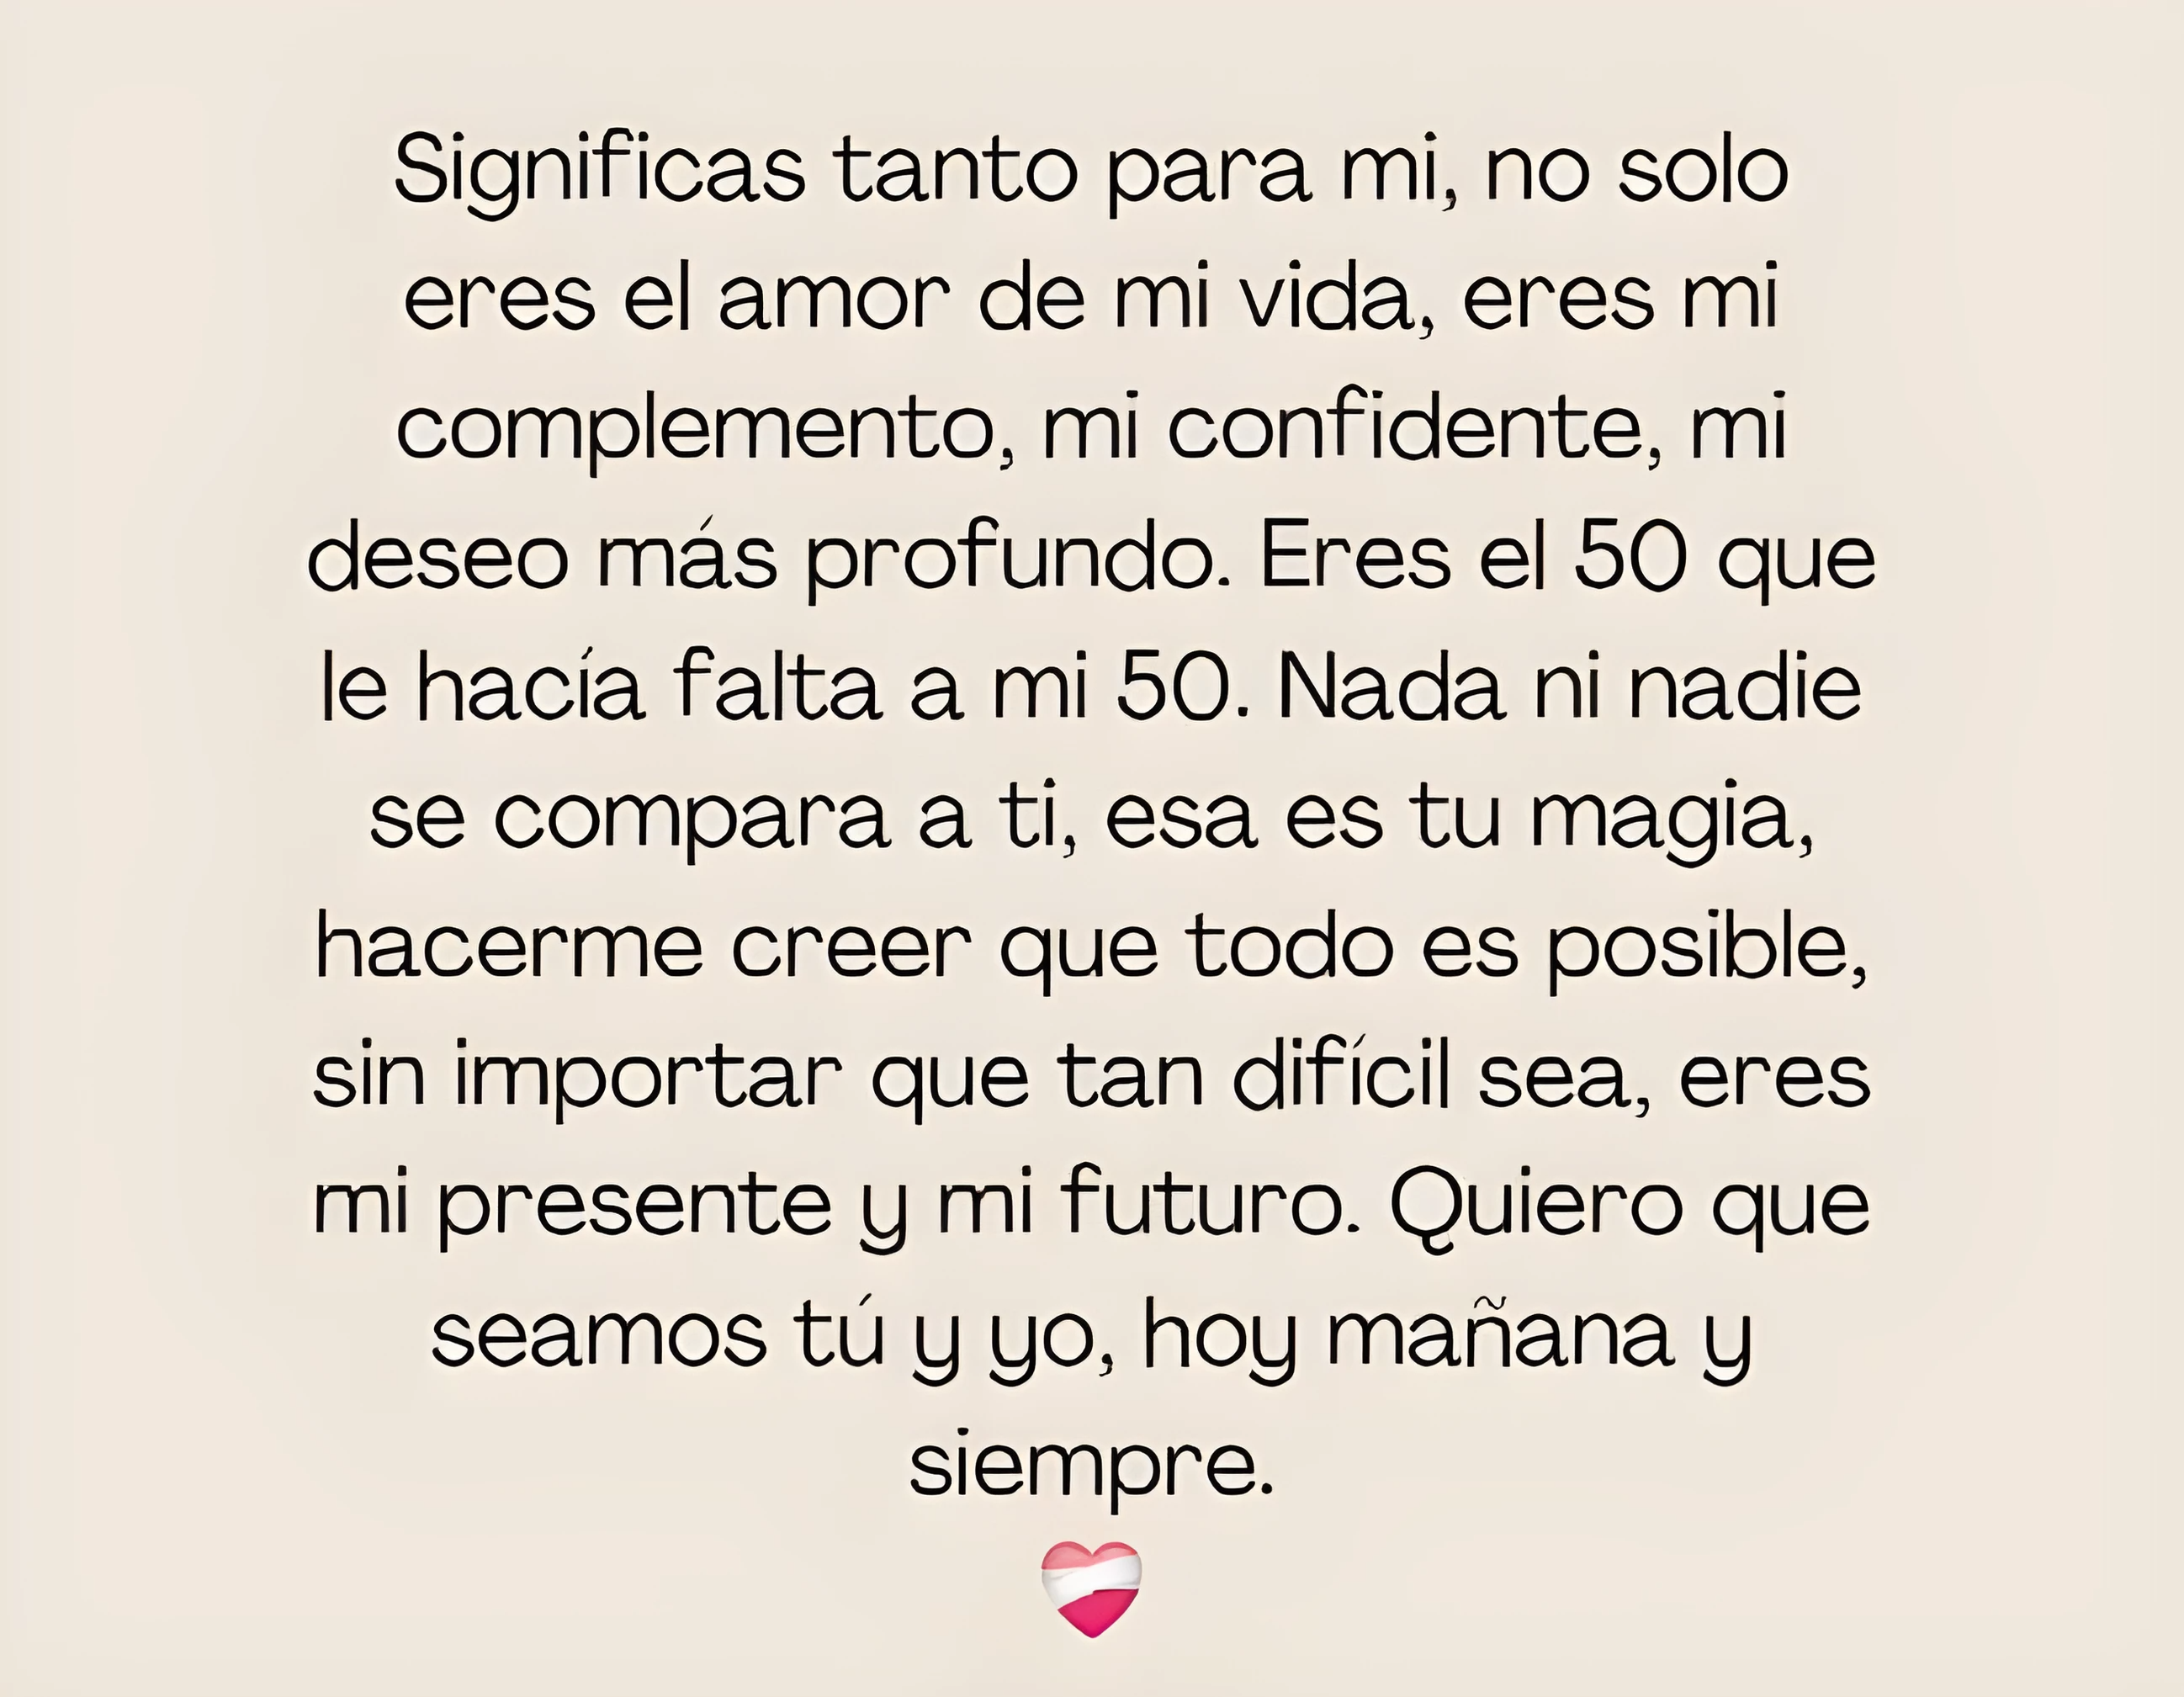 Significas tanto para mi, no solo
eres el amor de mi vida, eres mi
complemento, mi confidente, mi
deseo más profundo. Eres el 50 que
le hacía falta a mi 50. Nada ni nadie
se compara a ti, esa es tu magia,
hacerme creer que todo es posible,
sin importar que tan difícil sea, eres
mi presente y mi futuro. Quiero que
seamos tú y yo, hoy mañana y
siempre.